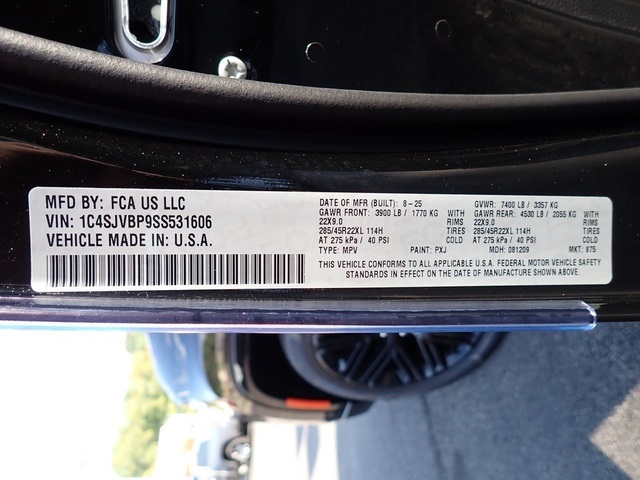 MFD BY: FCA US LLC
VIN: 1C4SJVBP9SS531606
VEHICLE MADE IN: U.S.A.
DATE OF MFR (BUILT): 8-25 GVWR: 7400 LB / 3357 KG
GAWR FRONT: 3900 LB / 1770 KG WITH GAWR REAR: 4530 LB / 2055 KG WITH
22X9.0 RIMS 22X9.0 RIMS
285/45R22XL 114H TIRES 285/45R22XL 114H TIRES
AT 275 kPa / 40 PSI COLD AT 275 kPa / 40 PSI COLD
TYPE: MPV PAINT: PXJ MDH: 081209 MKT: 875
THIS VEHICLE CONFORMS TO ALL APPLICABLE U.S.A. FEDERAL MOTOR VEHICLE SAFETY
STANDARDS IN EFFECT ON THE DATE OF MANUFACTURE SHOWN ABOVE.